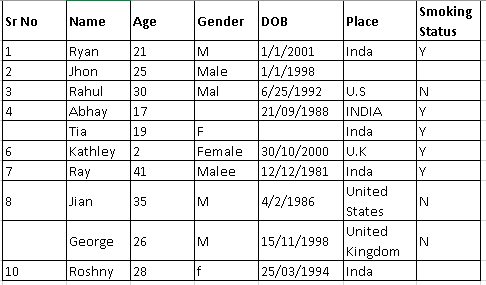 Sr No Name Age Gender DOB Place Smoking Status
1 Ryan 21 M 1/1/2001 Inda Y
2 Jhon 25 Male 1/1/1998
3 Rahul 30 Mal 6/25/1992 U.S N
4 Abhay 17 21/09/1988 INDIA Y
Tia 19 F Inda Y
6 Kathley 2 Female 30/10/2000 U.K Y
7 Ray 41 Malee 12/12/1981 Inda Y
8 Jian 35 M 4/2/1986 United States N
George 26 M 15/11/1998 United Kingdom N
10 Roshny 28 f 25/03/1994 Inda